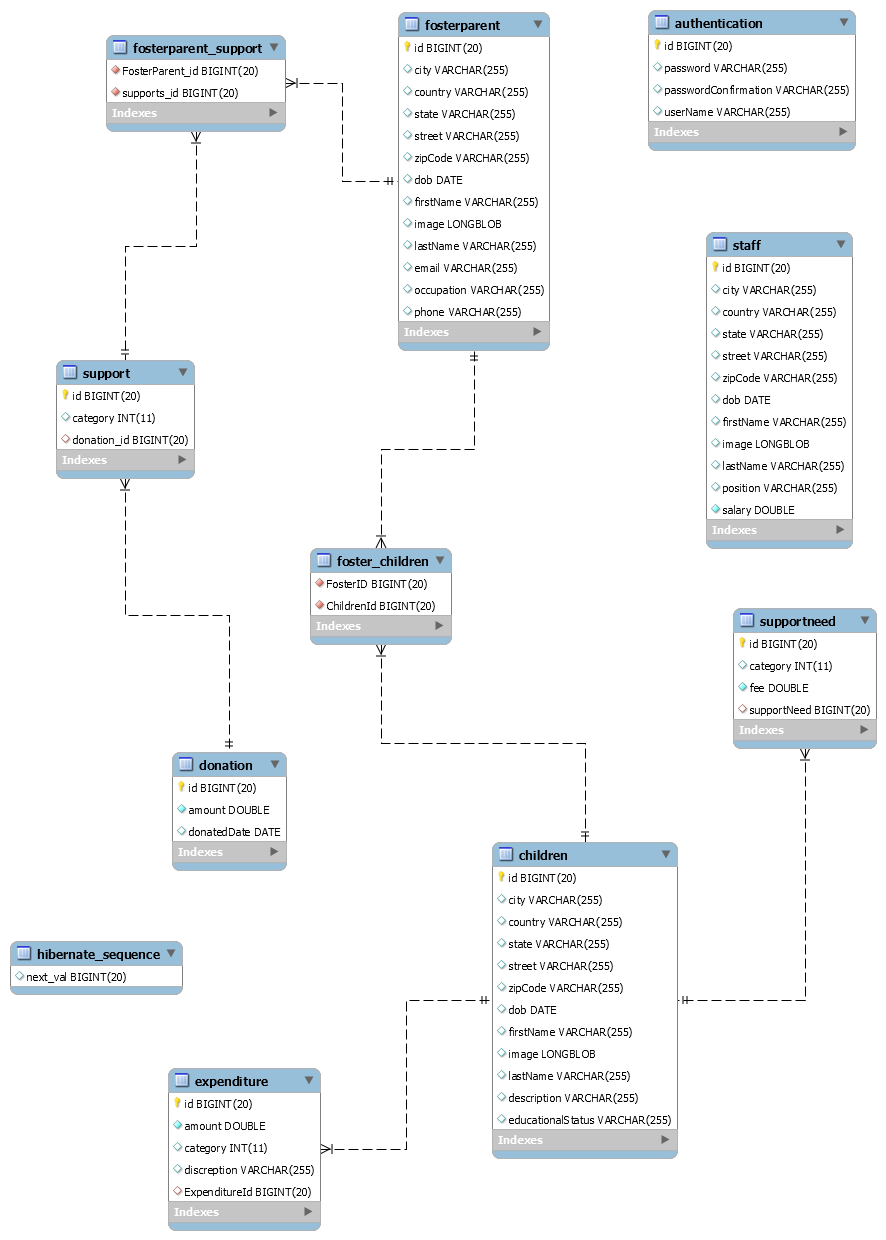 fosterparent_support
FosterParent_id BIGINT(20)
supports_id BIGINT(20)
Indexes
fosterparent
id BIGINT(20)
city VARCHAR(255)
country VARCHAR(255)
state VARCHAR(255)
street VARCHAR(255)
zipCode VARCHAR(255)
dob DATE
firstName VARCHAR(255)
image LONGBLOB
lastName VARCHAR(255)
email VARCHAR(255)
occupation VARCHAR(255)
phone VARCHAR(255)
Indexes
authentication
id BIGINT(20)
password VARCHAR(255)
passwordConfirmation VARCHAR(255)
userName VARCHAR(255)
Indexes
staff
id BIGINT(20)
city VARCHAR(255)
country VARCHAR(255)
state VARCHAR(255)
street VARCHAR(255)
zipCode VARCHAR(255)
dob DATE
firstName VARCHAR(255)
image LONGBLOB
lastName VARCHAR(255)
position VARCHAR(255)
salary DOUBLE
Indexes
support
id BIGINT(20)
category INT(11)
donation_id BIGINT(20)
Indexes
foster_children
FosterID BIGINT(20)
ChildrenId BIGINT(20)
Indexes
supportneed
id BIGINT(20)
category INT(11)
fee DOUBLE
supportNeed BIGINT(20)
Indexes
donation
id BIGINT(20)
amount DOUBLE
donatedDate DATE
Indexes
children
id BIGINT(20)
city VARCHAR(255)
country VARCHAR(255)
state VARCHAR(255)
street VARCHAR(255)
zipCode VARCHAR(255)
dob DATE
firstName VARCHAR(255)
image LONGBLOB
lastName VARCHAR(255)
description VARCHAR(255)
educationalStatus VARCHAR(255)
Indexes
hibernate_sequence
next_val BIGINT(20)
expenditure
id BIGINT(20)
amount DOUBLE
category INT(11)
discreption VARCHAR(255)
ExpenditureId BIGINT(20)
Indexes